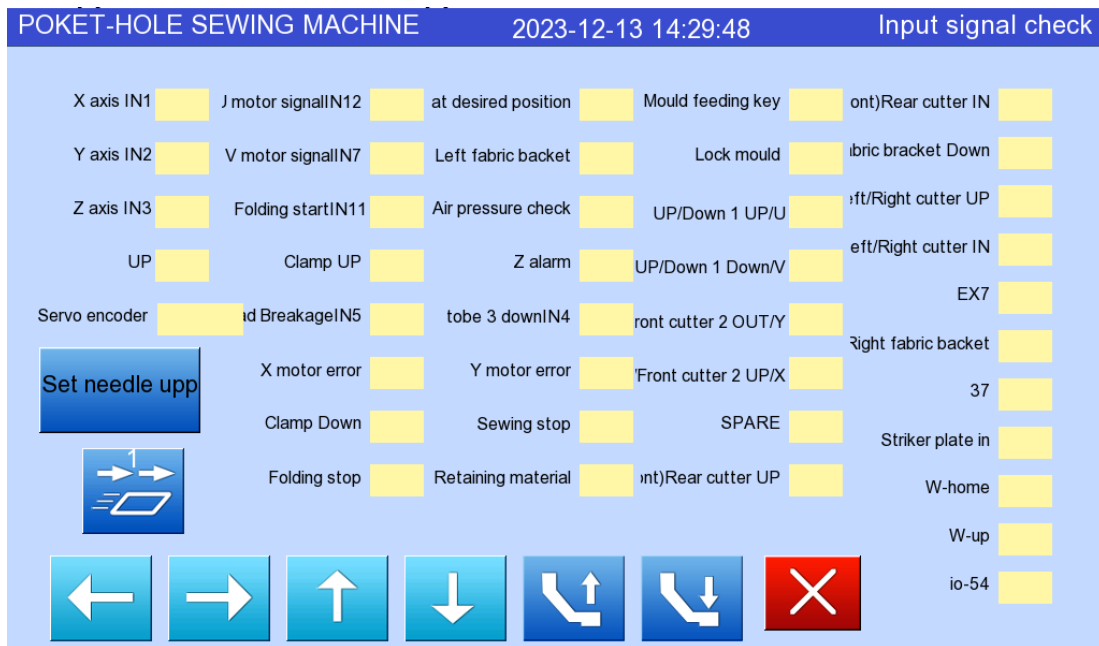 POKET-HOLE SEWING MACHINE 2023-12-13 14:29:48 Input signal check
X axis IN1 J motor signalIN12 at desired position Mould feeding key ont)Rear cutter IN
Y axis IN2 V motor signalIN7 Left fabric backet Lock mould bric bracket Down
Z axis IN3 Folding startIN11 Air pressure check UP/Down 1 UP/U eft/Right cutter UP
UP Clamp UP Z alarm UP/Down 1 Down/V eft/Right cutter IN
Servo encoder ad BreakageIN5 tobe 3 downIN4 ront cutter 2 OUT/Y EX7
Set needle upp X motor error Y motor error /Front cutter 2 UP/X Right fabric backet
37
Clamp Down Sewing stop SPARE Striker plate in
1 Folding stop Retaining material ont)Rear cutter UP W-home
W-up
io-54